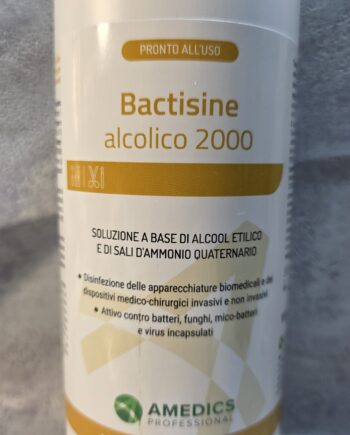 PRONTO ALL'USO
Bactisine
alcolico 2000
SOLUZIONE A BASE DI ALCOOL ETILICO
E DI SALI D'AMMONIO QUATERNARIO
• Disinfezione delle apparecchiature biomedicali e dei
dispositivi medico-chirurgici invasivi e non invasivi
• Attivo contro batteri, funghi, mico-batteri
e virus incapsulati
AMEDICS
PROFESSIONAL